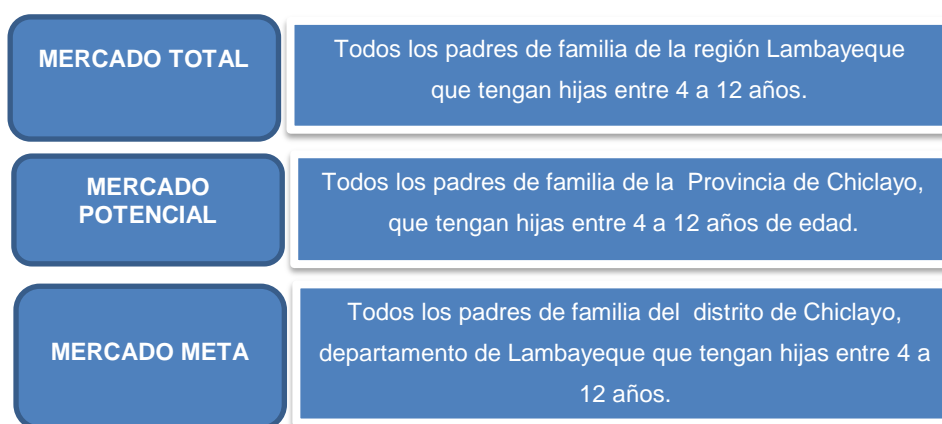 MERCADO TOTAL
Todos los padres de familia de la región Lambayeque
que tengan hijas entre 4 a 12 años.
MERCADO
POTENCIAL
Todos los padres de familia de la Provincia de Chiclayo,
que tengan hijas entre 4 a 12 años de edad.
MERCADO META
Todos los padres de familia del distrito de Chiclayo,
departamento de Lambayeque que tengan hijas entre 4 a
12 años.